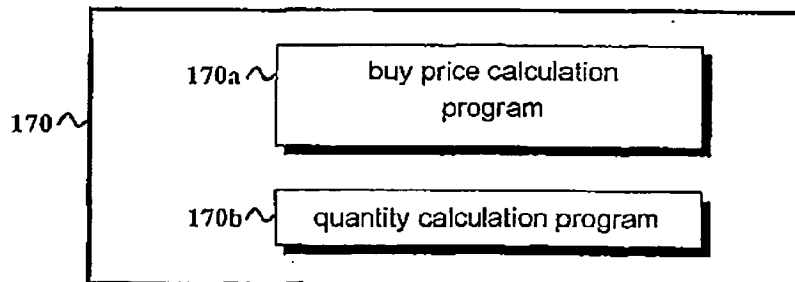 170a
buy price calculation
program
170
170b
quantity calculation program